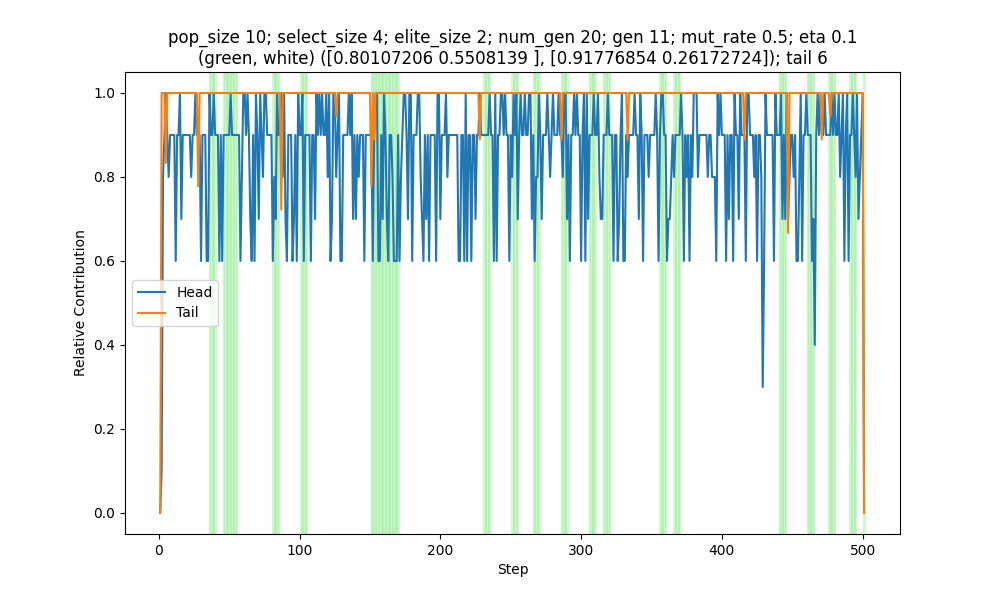 pop_size 10; select_size 4; elite_size 2; num_gen 20; gen 11; mut_rate 0.5; eta 0.1
(green, white) ([0.80107206 0.5508139 ], [0.91776854 0.26172724]); tail 6
1.0
0.8
0.6
0.4
0.2
0.0
Relative Contribution
Head
Tail
0
100
200
300
400
500
Step